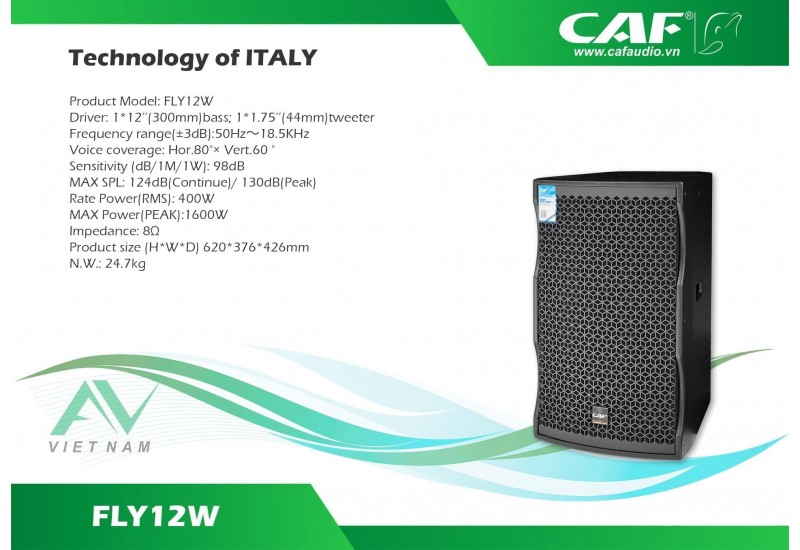 CAF®
www.cafaudio.vn
Technology of ITALY
Product Model: FLY12W
Driver: 1*12’’(300mm)bass; 1*1.75’’(44mm)tweeter
Frequency range(±3dB):50Hz～18.5KHz
Voice coverage: Hor.80°× Vert.60 °
Sensitivity (dB/1M/1W): 98dB
MAX SPL: 124dB(Continue)/ 130dB(Peak)
Rate Power(RMS): 400W
MAX Power(PEAK):1600W
Impedance: 8Ω
Product size (H*W*D) 620*376*426mm
N.W.: 24.7kg
CAF
AV
VIET NAM
FLY12W